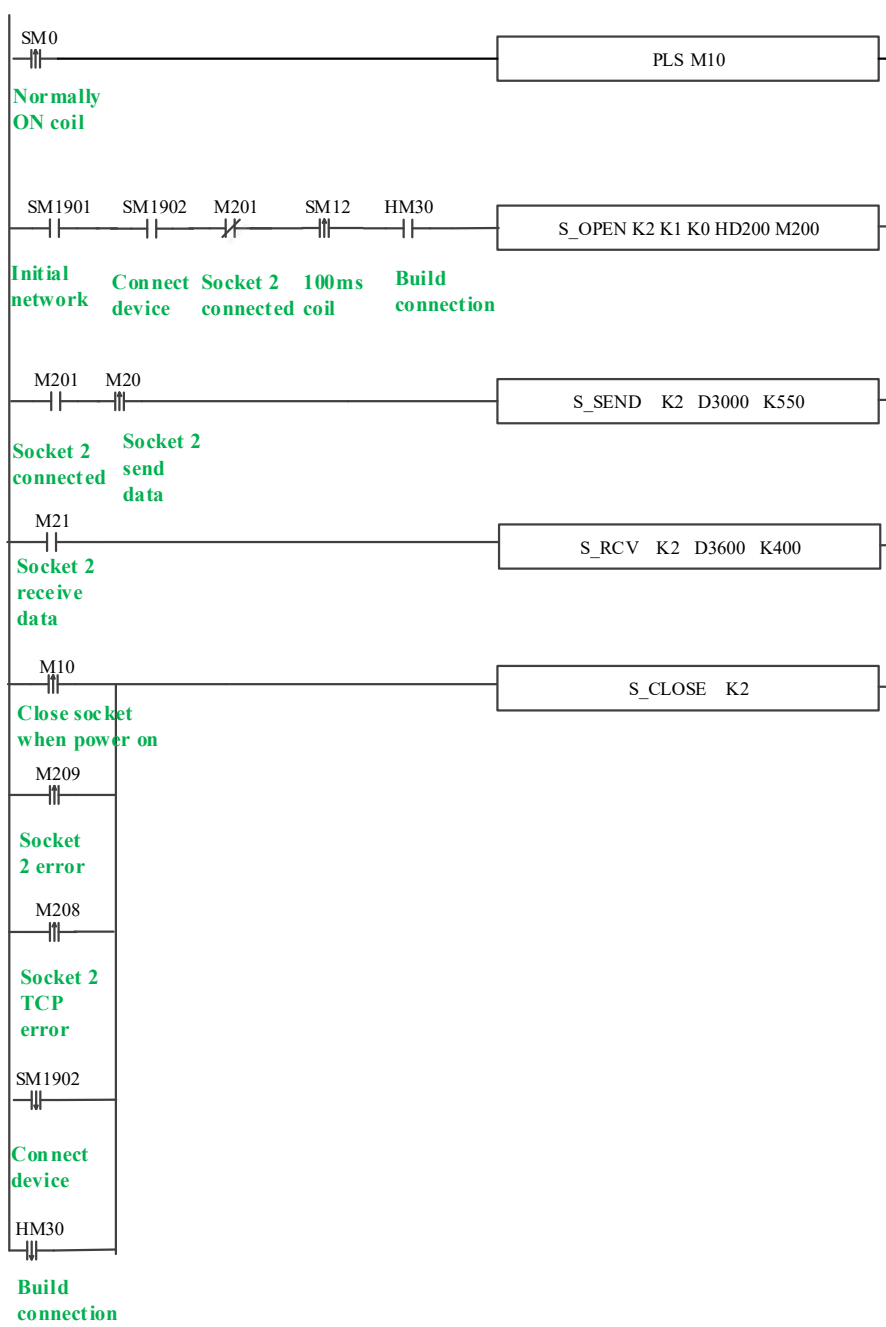 SM0
PLS M10
Normally
ON coil
SM1901 SM1902 M201 SM12 HM30
S_OPEN K2 K1 K0 HD200 M200
Initial
network
Connect
device
Socket 2
connected
100ms
coil
Build
connection
M201 M20
S_SEND K2 D3000 K550
Socket 2
connected
Socket 2
send
data
M21
S_RCV K2 D3600 K400
Socket 2
receive
data
M10
S_CLOSE K2
Close socket
when power on
M209
Socket
2 error
M208
Socket 2
TCP
error
SM1902
Connect
device
HM30
Build
connection